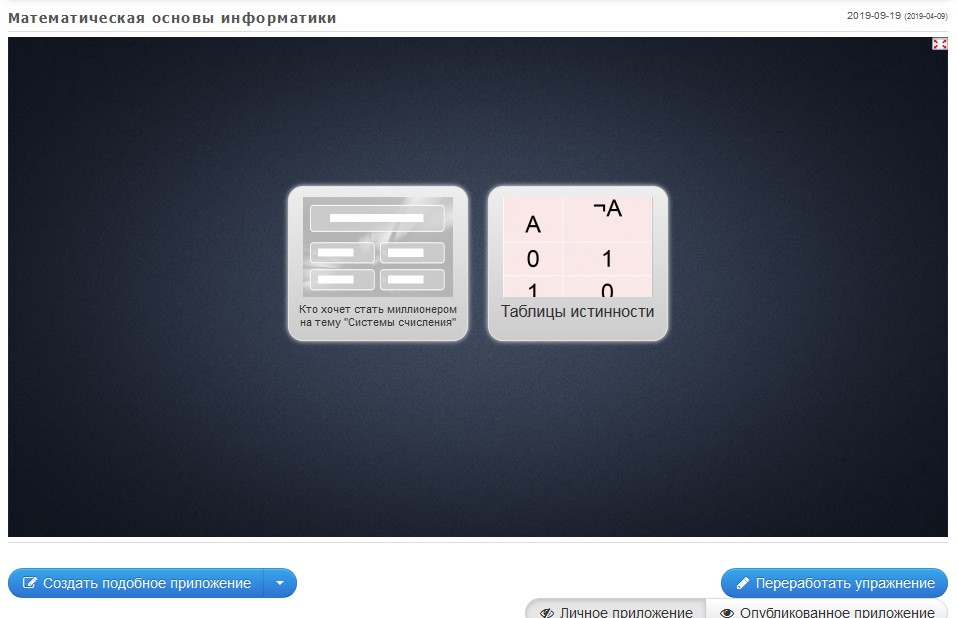 Математическая основы информатики
2019-09-19 (2019-04-09)
Кто хочет стать миллионером
на тему "Системы счисления"
A ¬A
0 1
1 0
Таблицы истинности
Создать подобное приложение
Переработать упражнение
Личное приложение
Опубликованное приложение